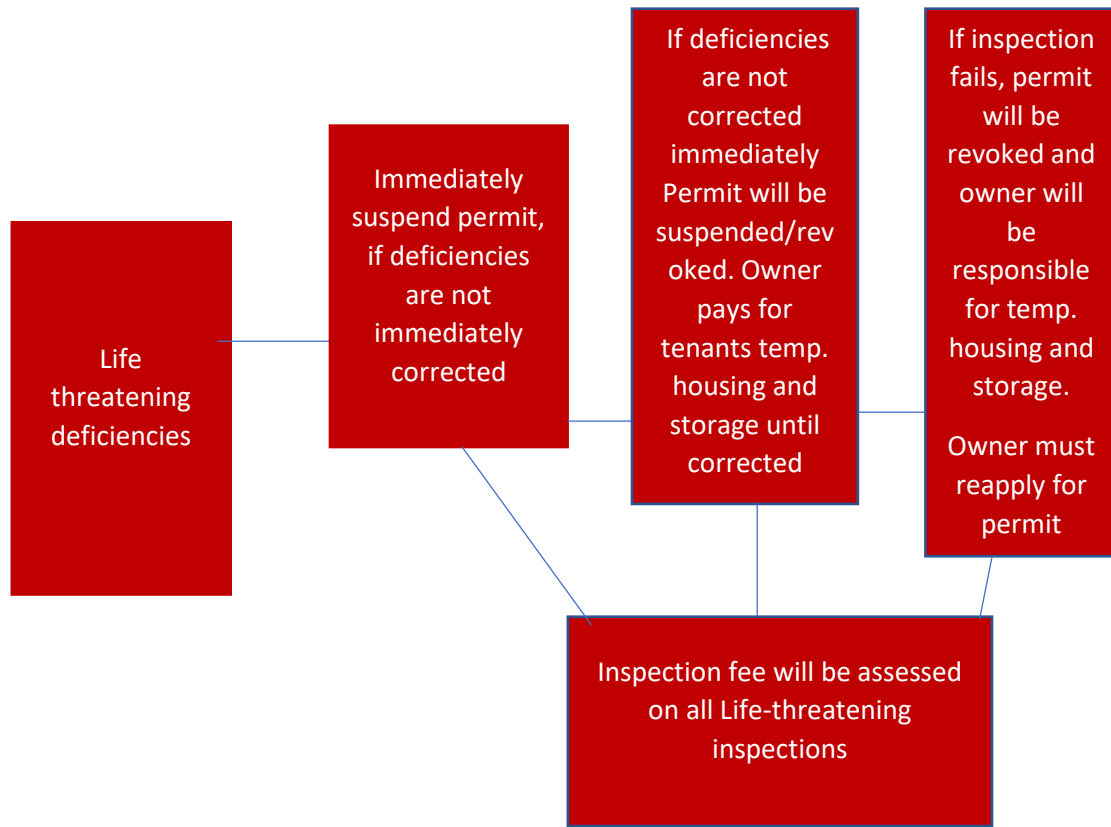 Life
threatening
deficiencies
Immediately
suspend permit,
if deficiencies
are not
immediately
corrected
If deficiencies
are not
corrected
immediately
Permit will be
suspended/rev
oked. Owner
pays for
tenants temp.
housing and
storage until
corrected
If inspection
fails, permit
will be
revoked and
owner will
be
responsible
for temp.
housing and
storage.
Owner must
reapply for
permit
Inspection fee will be assessed
on all Life-threatening
inspections